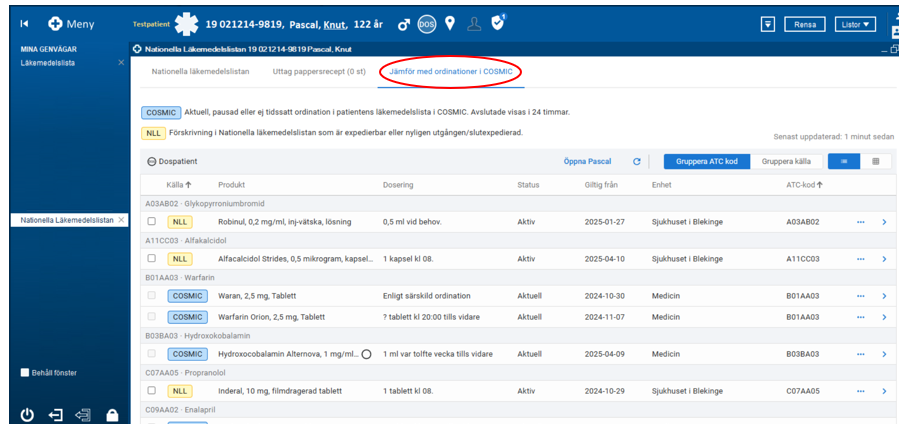 Meny
Testpatient 19 021214-9819, Pascal, Knut, 122 år DOS Rensa Listor
MINA GENVÄGAR
Läkemedelslista
Nationella Läkemedelslistan
Behåll fönster
Nationella Läkemedelslistan 19 021214-9819 Pascal, Knut
Nationella läkemedelslistan Uttag pappersrecept (0 st) Jämför med ordinationer i COSMIC
COSMIC Aktuell, pausad eller ej tidssatt ordination i patientens läkemedelslista i COSMIC. Avslutade visas i 24 timmar.
NLL Förskrivning i Nationella läkemedelslistan som är expedierbar eller nyligen utgången/slutexpedierad.
Senast uppdaterad: 1 minut sedan
Dospatient Öppna Pascal Gruppera ATC kod Gruppera källa
Källa Produkt Dosering Status Giltig från Enhet ATC-kod
A03AB02 · Glykopyrroniumbromid
NLL Robinul, 0,2 mg/ml, inj-vätska, lösning 0,5 ml vid behov. Aktiv 2025-01-27 Sjukhuset i Blekinge A03AB02
A11CC03 · Alfakalcidol
NLL Alfacalcidol Strides, 0,5 mikrogram, kapsel... 1 kapsel kl 08. Aktiv 2025-04-10 Sjukhuset i Blekinge A11CC03
B01AA03 · Warfarin
COSMIC Waran, 2,5 mg, Tablett Enligt särskild ordination Aktuell 2024-10-30 Medicin B01AA03
COSMIC Warfarin Orion, 2,5 mg, Tablett ? tablett kl 20:00 tills vidare Aktuell 2024-11-07 Medicin B01AA03
B03BA03 · Hydroxokobalamin
COSMIC Hydroxocobalamin Alternova, 1 mg/ml... 1 ml var tolfte vecka tills vidare Aktuell 2025-04-09 Medicin B03BA03
C07AA05 · Propranolol
NLL Inderal, 10 mg, filmdragerad tablett 1 tablett kl 08. Aktiv 2024-10-29 Sjukhuset i Blekinge C07AA05
C09AA02 · Enalapril